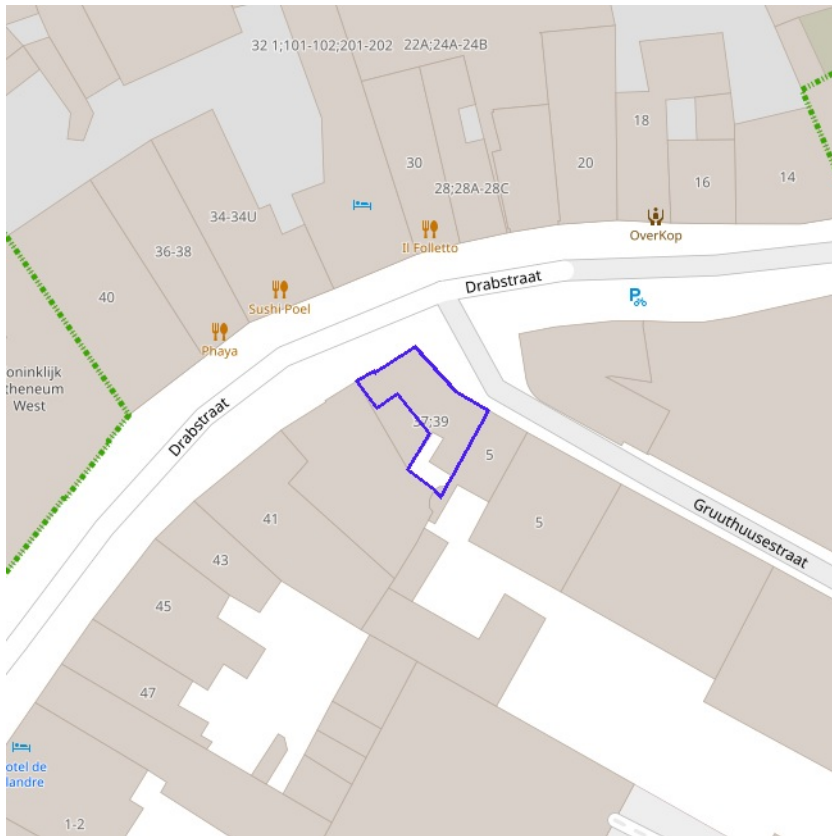 32 1;101-102;201-202
22A;24A-24B
18
30
20
16
14
28;28A-28C
34-34U
OverKop
Il Folletto
36-38
Drabstraat
40
Sushi Poel
Phaya
oninklijk
theneum
West
Drabstraat
37;39
5
41
5
Gruuthuusestraat
43
45
47
otel de
landre
1-2